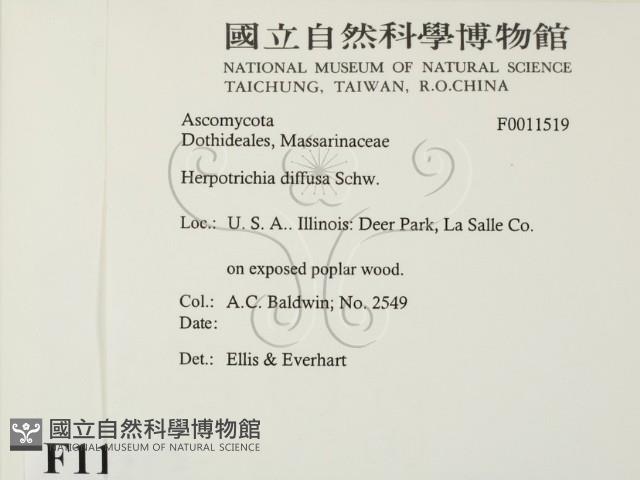 國立自然科學博物館
NATIONAL MUSEUM OF NATURAL SCIENCE
TAICHUNG, TAIWAN, R.O.CHINA
Ascomycota F0011519
Dothideales, Massarinaceae
Herpotrichia diffusa Schw.
Loc.: U. S. A.. Illinois: Deer Park, La Salle Co.
on exposed poplar wood.
Col.: A.C. Baldwin; No. 2549
Date:
Det.: Ellis & Everhart
國立自然科學博物館
NATIONAL MUSEUM OF NATURAL SCIENCE
F11